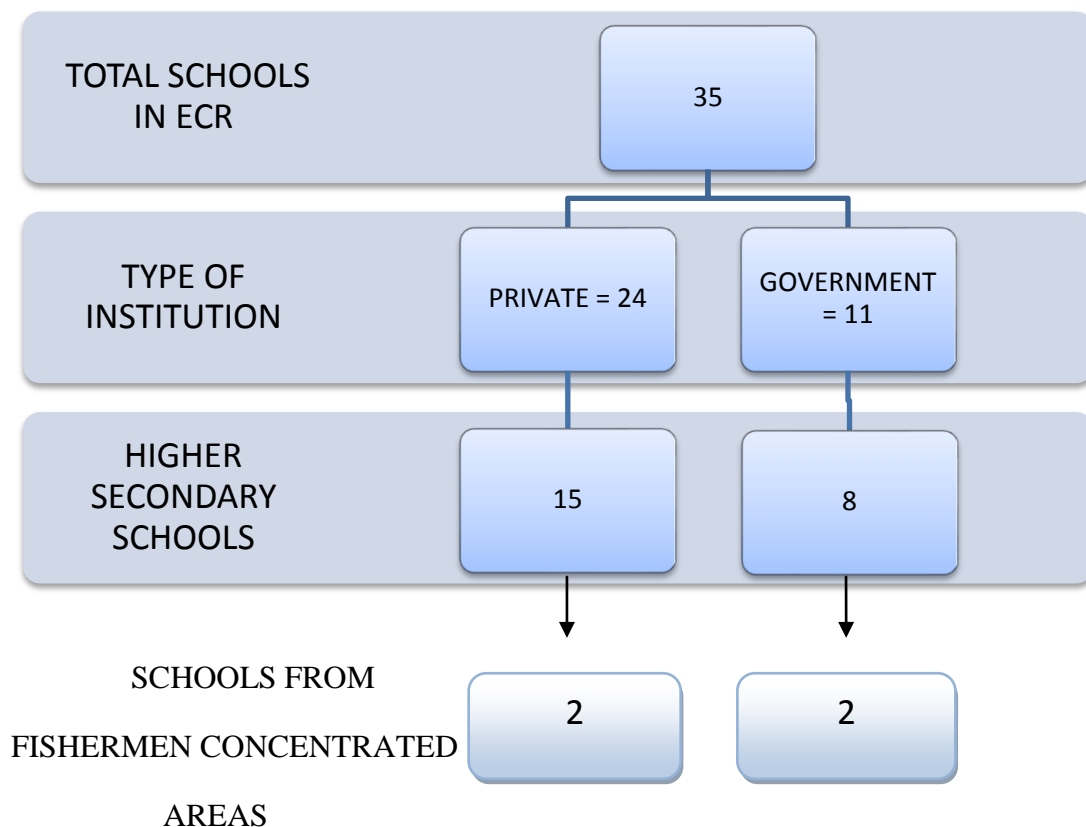 TOTAL SCHOOLS
IN ECR
35
TYPE OF
INSTITUTION
PRIVATE = 24
GOVERNMENT
= 11
HIGHER
SECONDARY
SCHOOLS
15
8
SCHOOLS FROM
FISHERMEN CONCENTRATED
AREAS
2
2